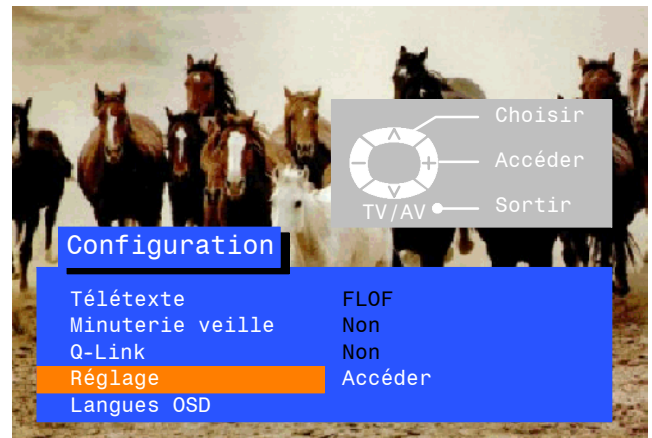 Choisir
Accéder
TV/AV Sortir
Configuration
Télétexte FLOF
Minuterie veille Non
Q-Link Non
Réglage Accéder
Langues OSD